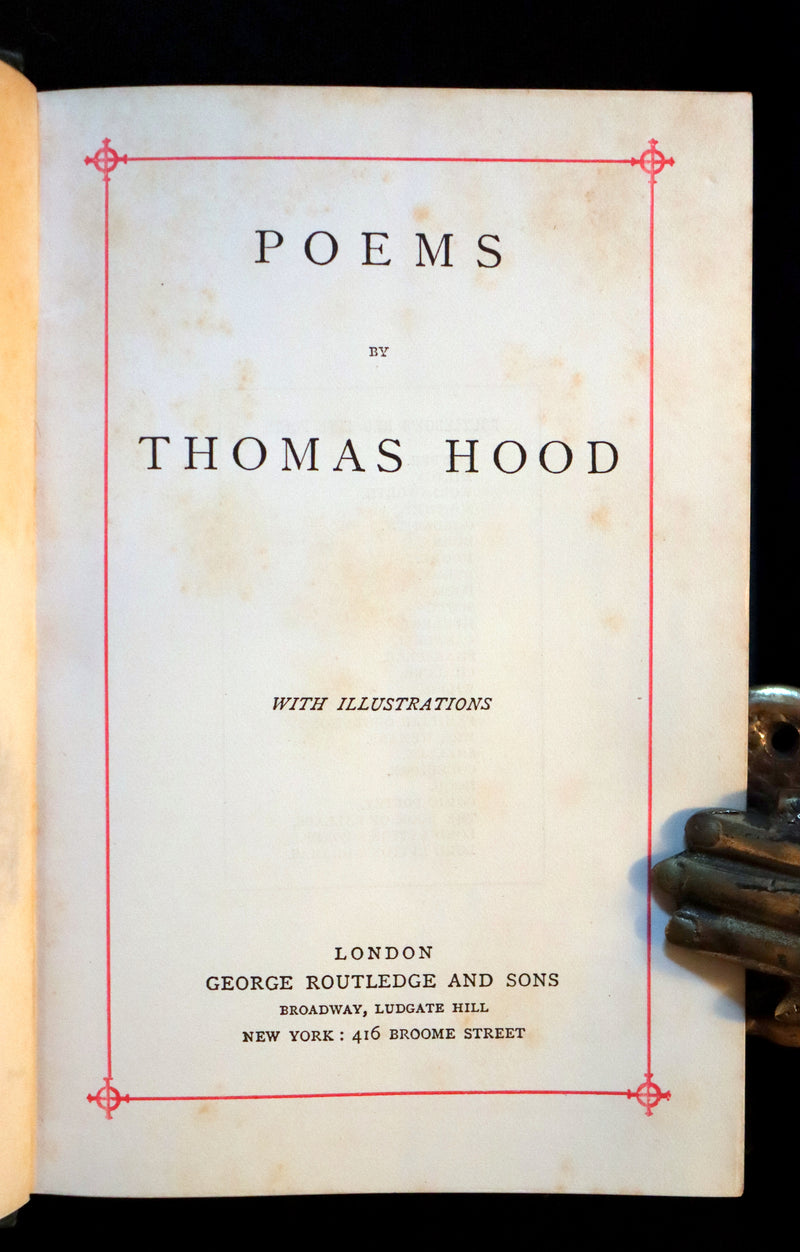 POEMS
BY
THOMAS HOOD
WITH ILLUSTRATIONS
LONDON
GEORGE ROUTLEDGE AND SONS
BROADWAY, LUDGATE HILL
NEW YORK : 416 BROOME STREET